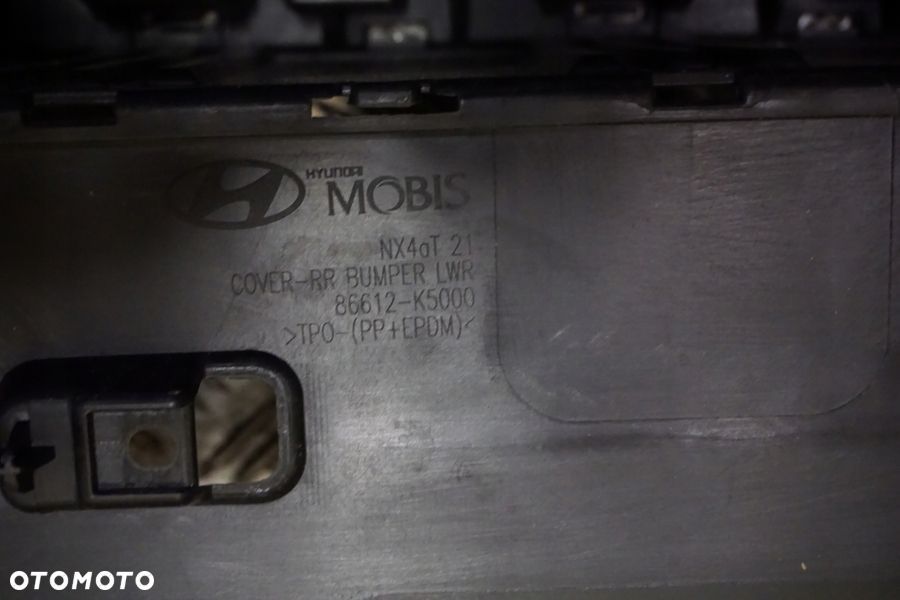 HYUNDAI
MOBIS
NX4aT 21
COVER-RR BUMPER LWR
86612-K5000
>TPO-(PP+EPDM)<
OTOMOTO